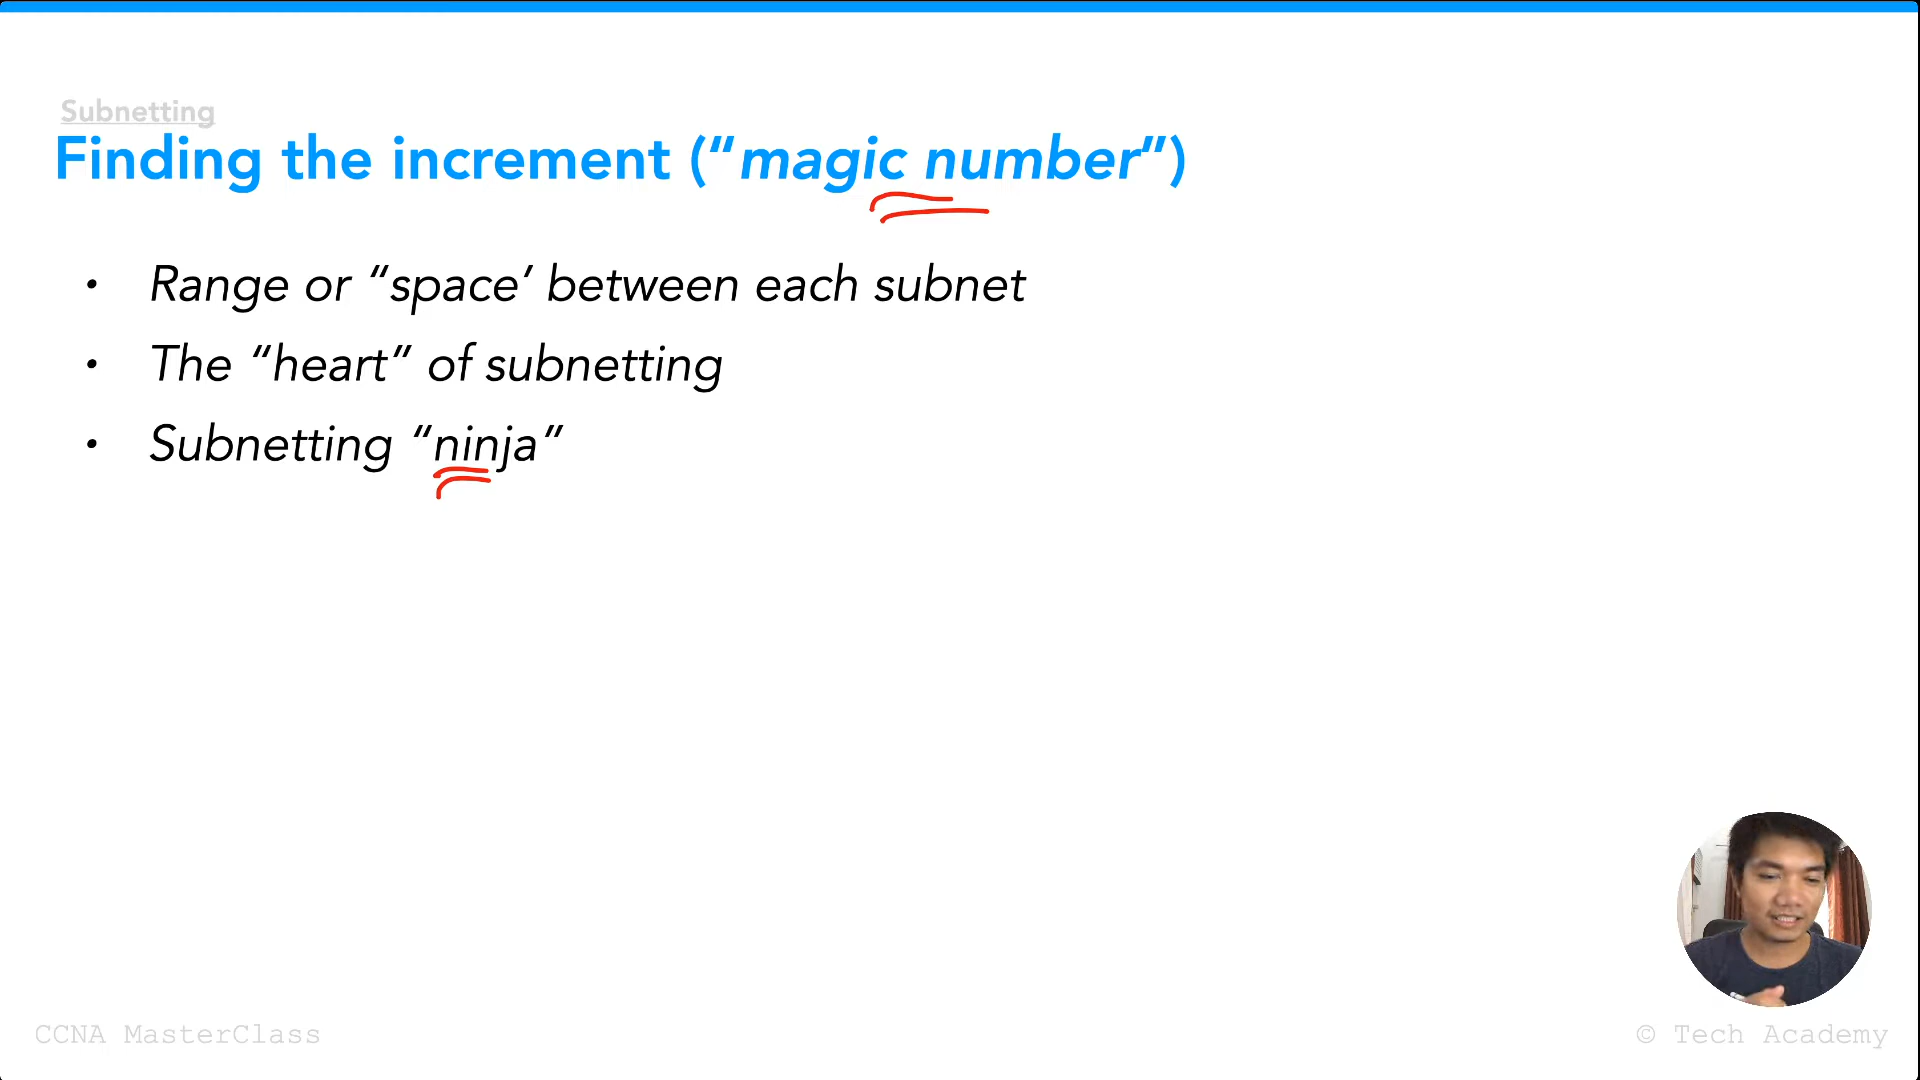 Subnetting
Finding the increment (“magic number”)
• Range or “space’ between each subnet
• The “heart” of subnetting
• Subnetting “ninja”
CCNA MasterClass
© Tech Academy